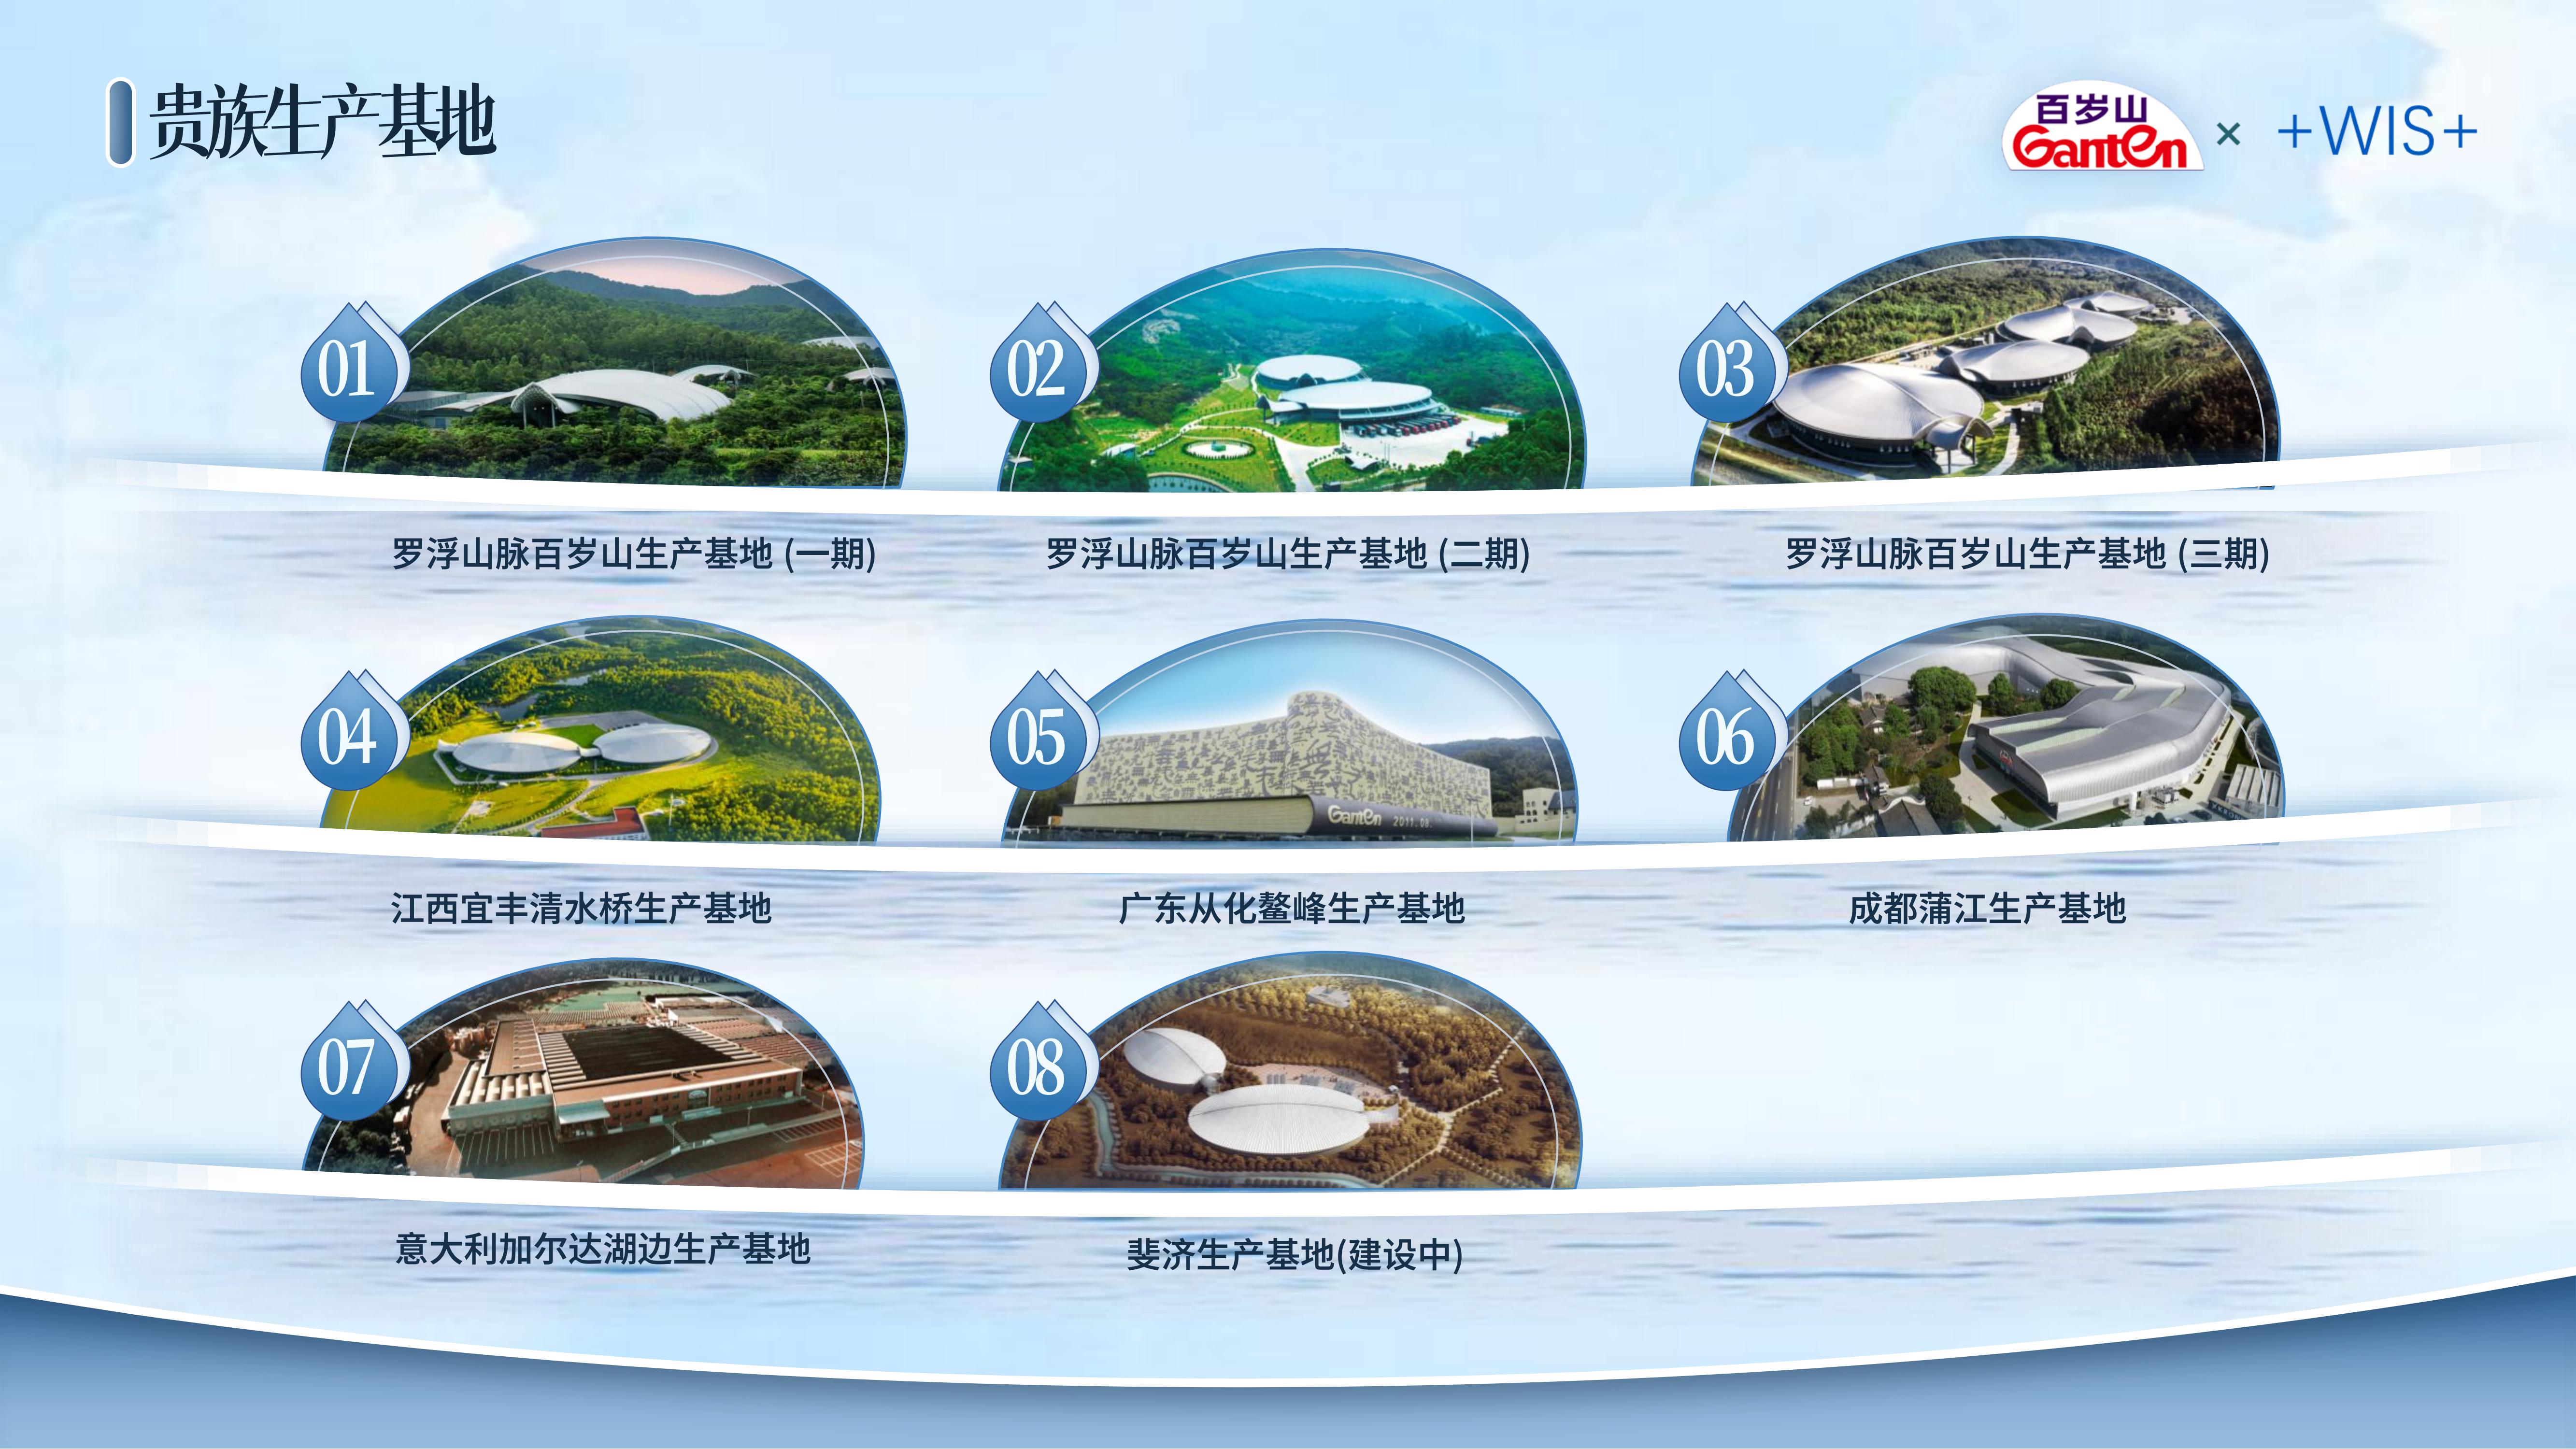 贵族生产基地
百岁山
Ganten
×
+WIS+
01
02
03
罗浮山脉百岁山生产基地 (一期)
罗浮山脉百岁山生产基地 (二期)
罗浮山脉百岁山生产基地 (三期)
04
05
06
Ganten 2011.08.
江西宜丰清水桥生产基地
广东从化鳌峰生产基地
成都蒲江生产基地
07
08
意大利加尔达湖边生产基地
斐济生产基地(建设中)